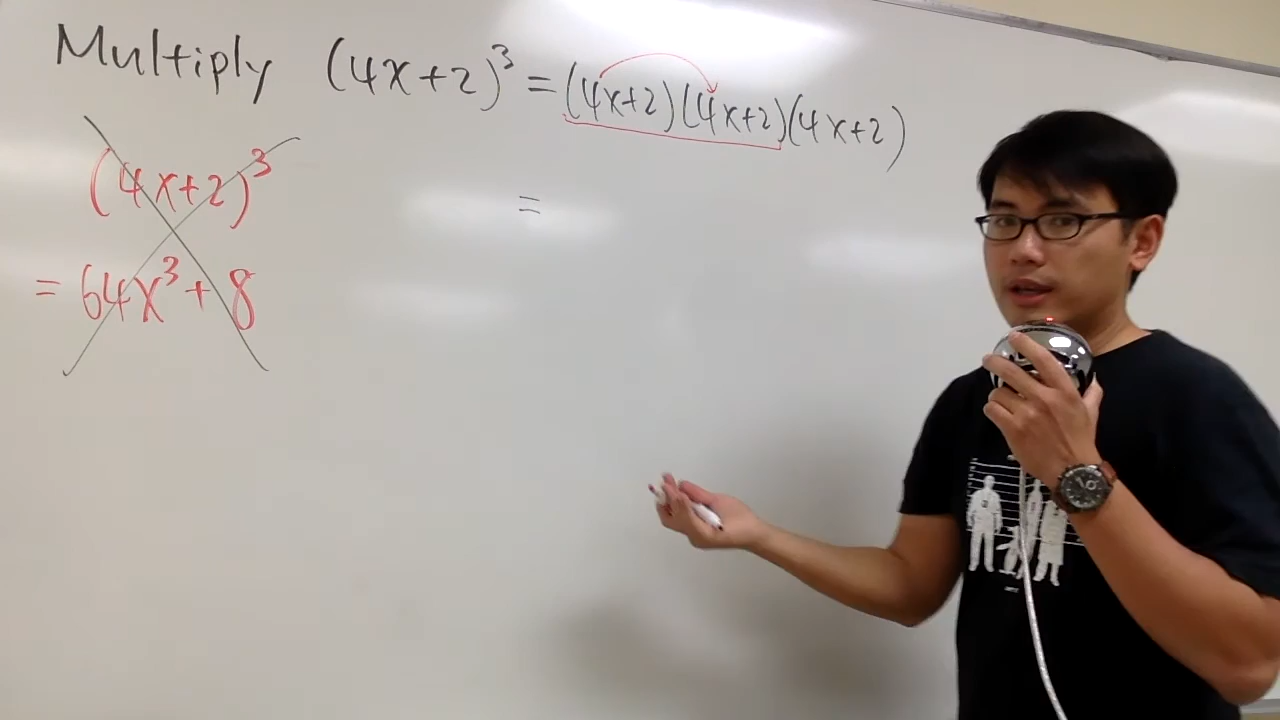 Multiply (4x+2)³ = (4x+2)(4x+2)(4x+2)
(4x+2)³
=
= 64x³ + 8